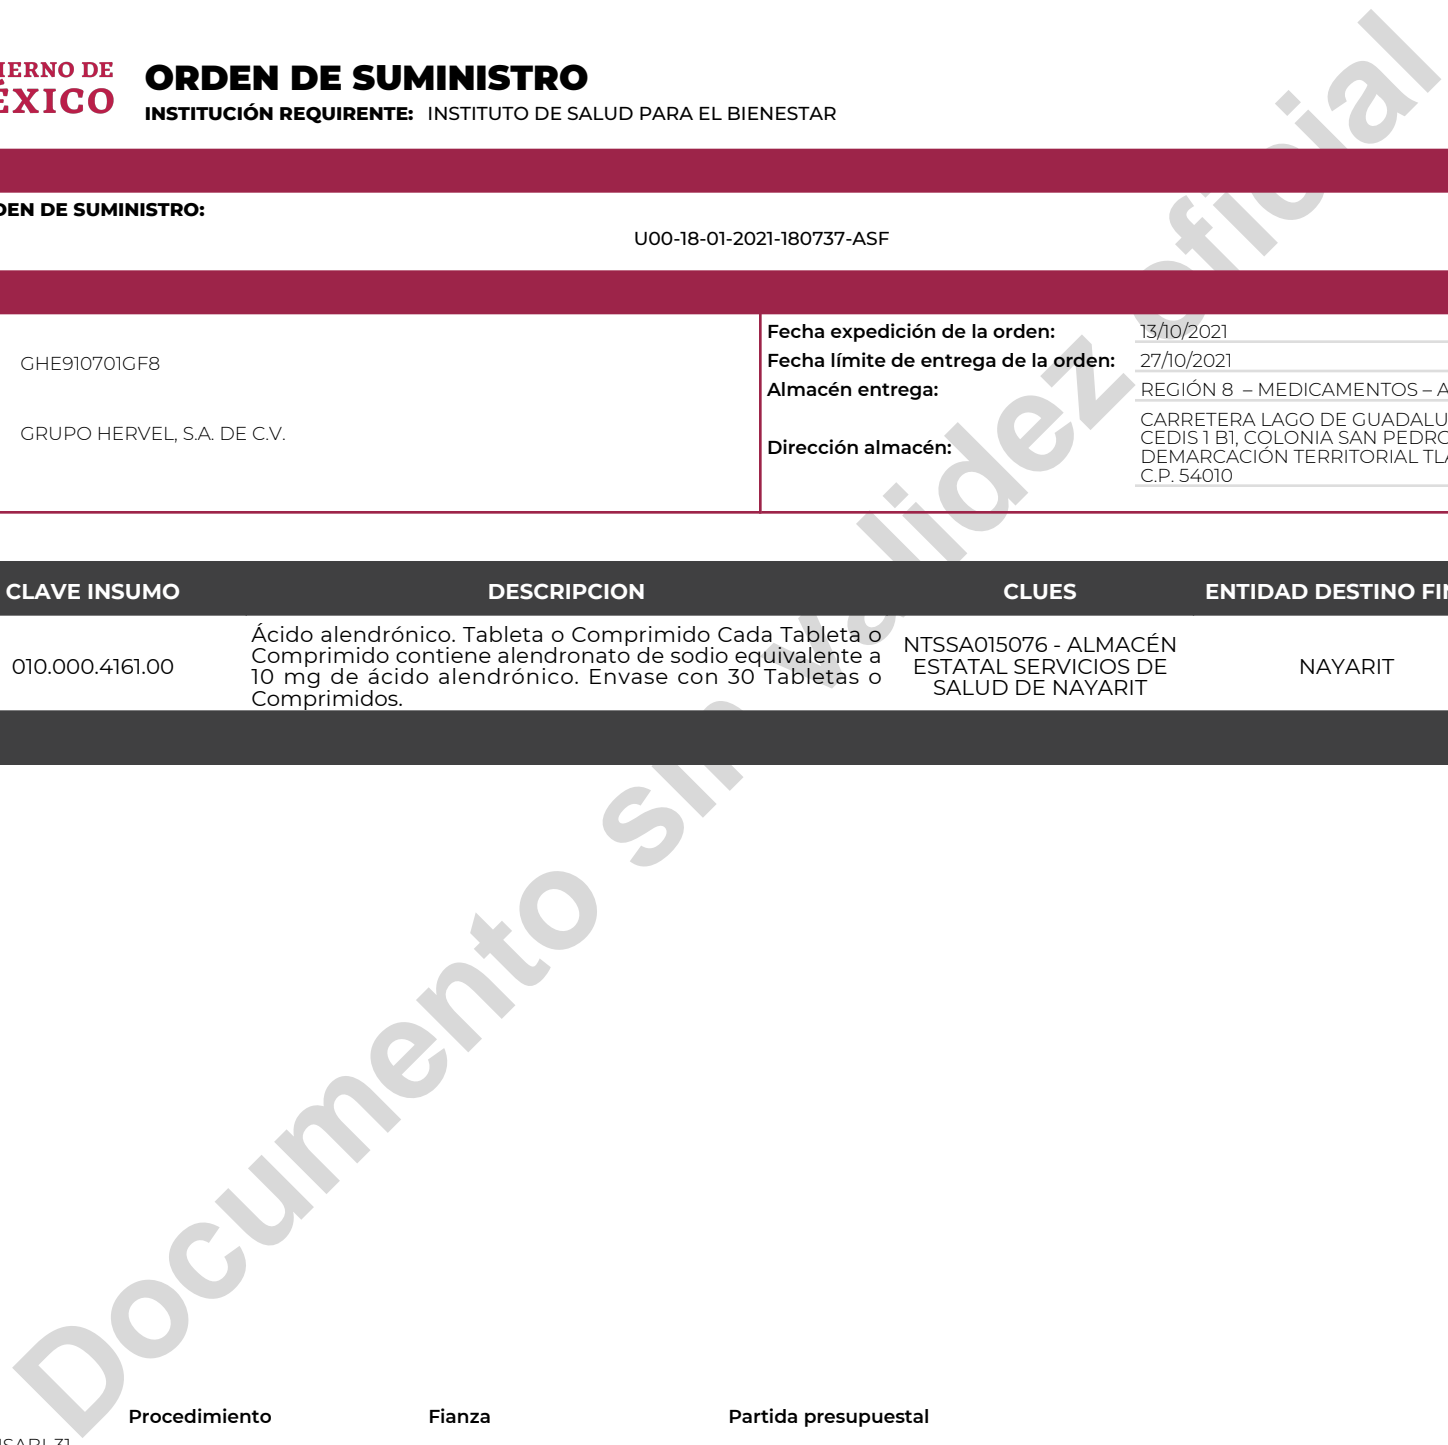 IERNO DE
ÉXICO
ORDEN DE SUMINISTRO
INSTITUCIÓN REQUIRENTE: INSTITUTO DE SALUD PARA EL BIENESTAR
DEN DE SUMINISTRO:
U00-18-01-2021-180737-ASF
GHE910701GF8
GRUPO HERVEL, S.A. DE C.V.
Fecha expedición de la orden: 13/10/2021
Fecha límite de entrega de la orden: 27/10/2021
Almacén entrega: REGIÓN 8 – MEDICAMENTOS – A
Dirección almacén:
CARRETERA LAGO DE GUADALU
CEDIS 1 B1, COLONIA SAN PEDRO
DEMARCACIÓN TERRITORIAL TLA
C.P. 54010
CLAVE INSUMO DESCRIPCION CLUES ENTIDAD DESTINO FIN
010.000.4161.00
Ácido alendrónico. Tableta o Comprimido Cada Tableta o
Comprimido contiene alendronato de sodio equivalente a
10 mg de ácido alendrónico. Envase con 30 Tabletas o
Comprimidos.
NTSSA015076 - ALMACÉN
ESTATAL SERVICIOS DE
SALUD DE NAYARIT
NAYARIT
Documento sin validez oficial
Procedimiento Fianza Partida presupuestal